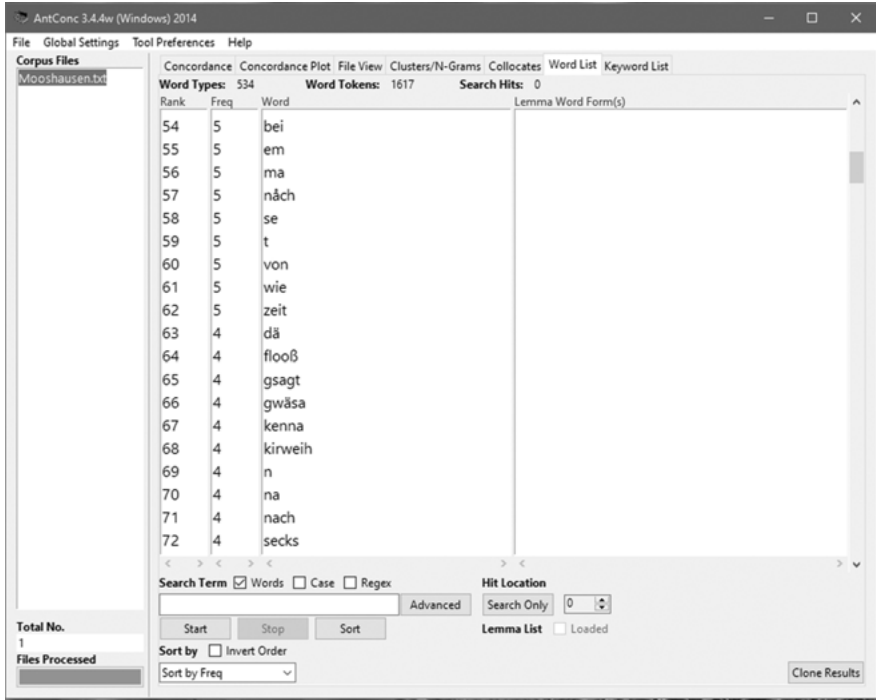 AntConc 3.4.4w (Windows) 2014
File Global Settings Tool Preferences Help
Corpus Files
Mooshausen.txt
Concordance Concordance Plot File View Clusters/N-Grams Collocates Word List Keyword List
Word Types: 534 Word Tokens: 1617 Search Hits: 0
Rank Freq Word Lemma Word Form(s)
54 5 bei
55 5 em
56 5 ma
57 5 nåch
58 5 se
59 5 t
60 5 von
61 5 wie
62 5 zeit
63 4 dä
64 4 flooß
65 4 gsagt
66 4 gwäsa
67 4 kenna
68 4 kirweih
69 4 n
70 4 na
71 4 nach
72 4 secks
Search Term Words Case Regex Hit Location
Advanced Search Only 0
Total No.
1
Start Stop Sort Lemma List Loaded
Files Processed
Sort by Invert Order
Sort by Freq Clone Results